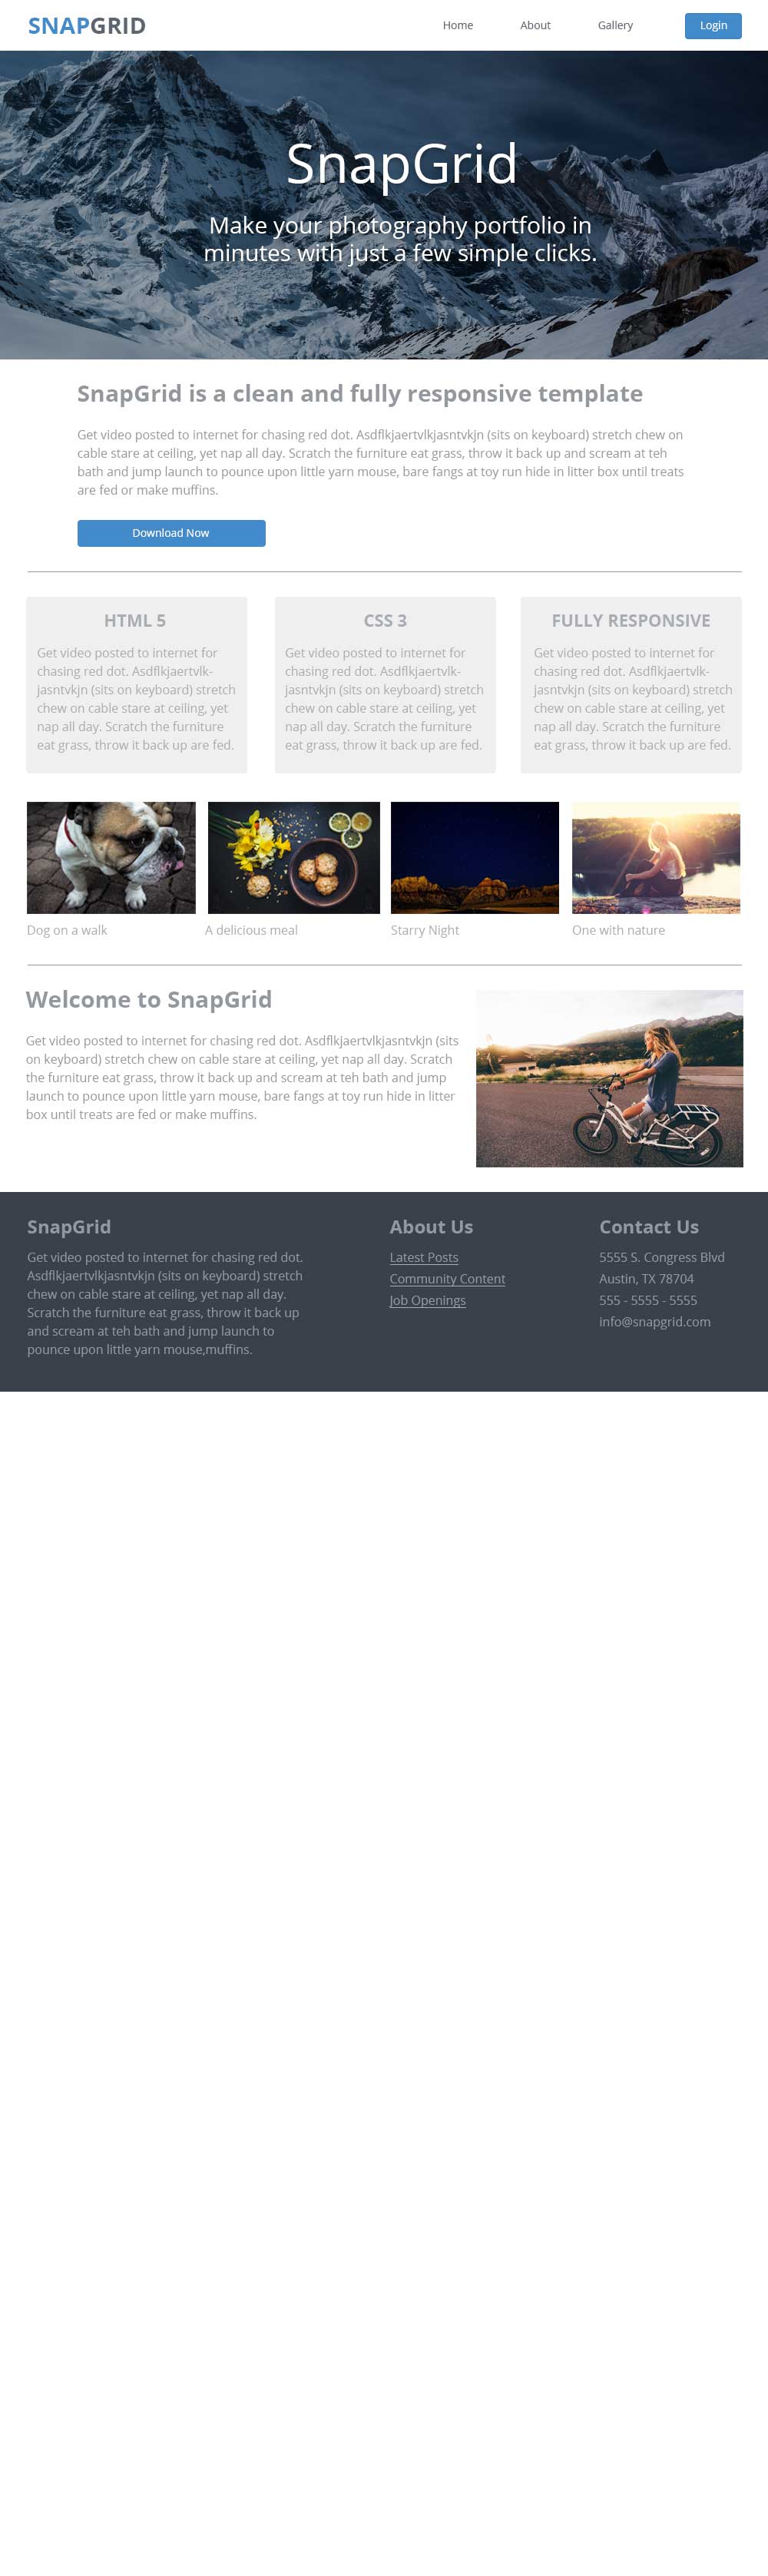 SNAPGRID
Home
About
Gallery
Login
SnapGrid
Make your photography portfolio in
minutes with just a few simple clicks.
SnapGrid is a clean and fully responsive template
Get video posted to internet for chasing red dot. Asdflkjaertvlkjasntvkjn (sits on keyboard) stretch chew on
cable stare at ceiling, yet nap all day. Scratch the furniture eat grass, throw it back up and scream at teh
bath and jump launch to pounce upon little yarn mouse, bare fangs at toy run hide in litter box until treats
are fed or make muffins.
Download Now
HTML 5
Get video posted to internet for
chasing red dot. Asdflkjaertvlk-
jasntvkjn (sits on keyboard) stretch
chew on cable stare at ceiling, yet
nap all day. Scratch the furniture
eat grass, throw it back up are fed.
CSS 3
Get video posted to internet for
chasing red dot. Asdflkjaertvlk-
jasntvkjn (sits on keyboard) stretch
chew on cable stare at ceiling, yet
nap all day. Scratch the furniture
eat grass, throw it back up are fed.
FULLY RESPONSIVE
Get video posted to internet for
chasing red dot. Asdflkjaertvlk-
jasntvkjn (sits on keyboard) stretch
chew on cable stare at ceiling, yet
nap all day. Scratch the furniture
eat grass, throw it back up are fed.
Dog on a walk
A delicious meal
Starry Night
One with nature
Welcome to SnapGrid
Get video posted to internet for chasing red dot. Asdflkjaertvlkjasntvkjn (sits
on keyboard) stretch chew on cable stare at ceiling, yet nap all day. Scratch
the furniture eat grass, throw it back up and scream at teh bath and jump
launch to pounce upon little yarn mouse, bare fangs at toy run hide in litter
box until treats are fed or make muffins.
SnapGrid
Get video posted to internet for chasing red dot.
Asdflkjaertvlkjasntvkjn (sits on keyboard) stretch
chew on cable stare at ceiling, yet nap all day.
Scratch the furniture eat grass, throw it back up
and scream at teh bath and jump launch to
pounce upon little yarn mouse,muffins.
About Us
Latest Posts
Community Content
Job Openings
Contact Us
5555 S. Congress Blvd
Austin, TX 78704
555 - 5555 - 5555
info@snapgrid.com